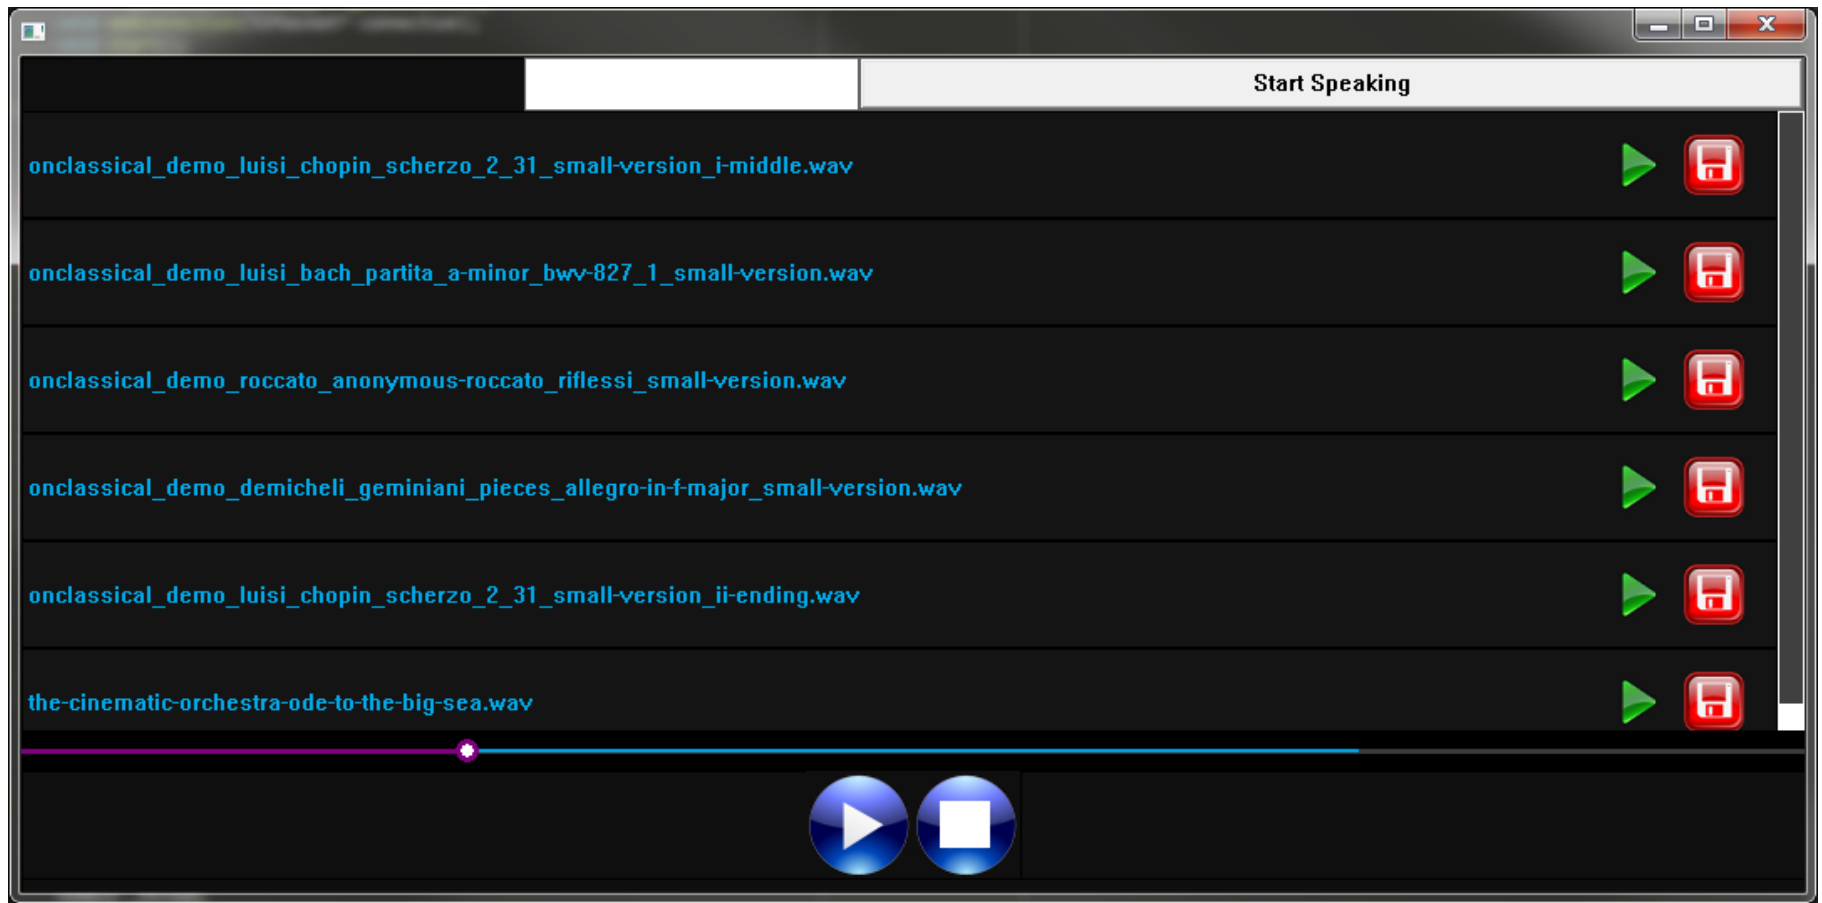 Start Speaking
onclassical_demo_luisi_chopin_scherzo_2_31_small-version_i-middle.wav
onclassical_demo_luisi_bach_partita_a-minor_bwv-827_1_small-version.wav
onclassical_demo_roccato_anonymous-roccato_riflessi_small-version.wav
onclassical_demo_demicheli_geminiani_pieces_allegro-in-f-major_small-version.wav
onclassical_demo_luisi_chopin_scherzo_2_31_small-version_ii-ending.wav
the-cinematic-orchestra-ode-to-the-big-sea.wav